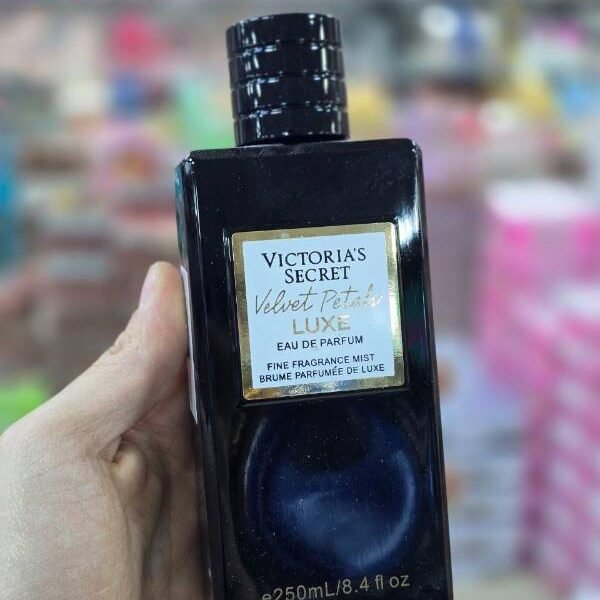 VICTORIA'S
SECRET
Velvet Petals
LUXE
EAU DE PARFUM
FINE FRAGRANCE MIST
BRUME PARFUMÉE DE LUXE
e250mL/8.4 fl oz